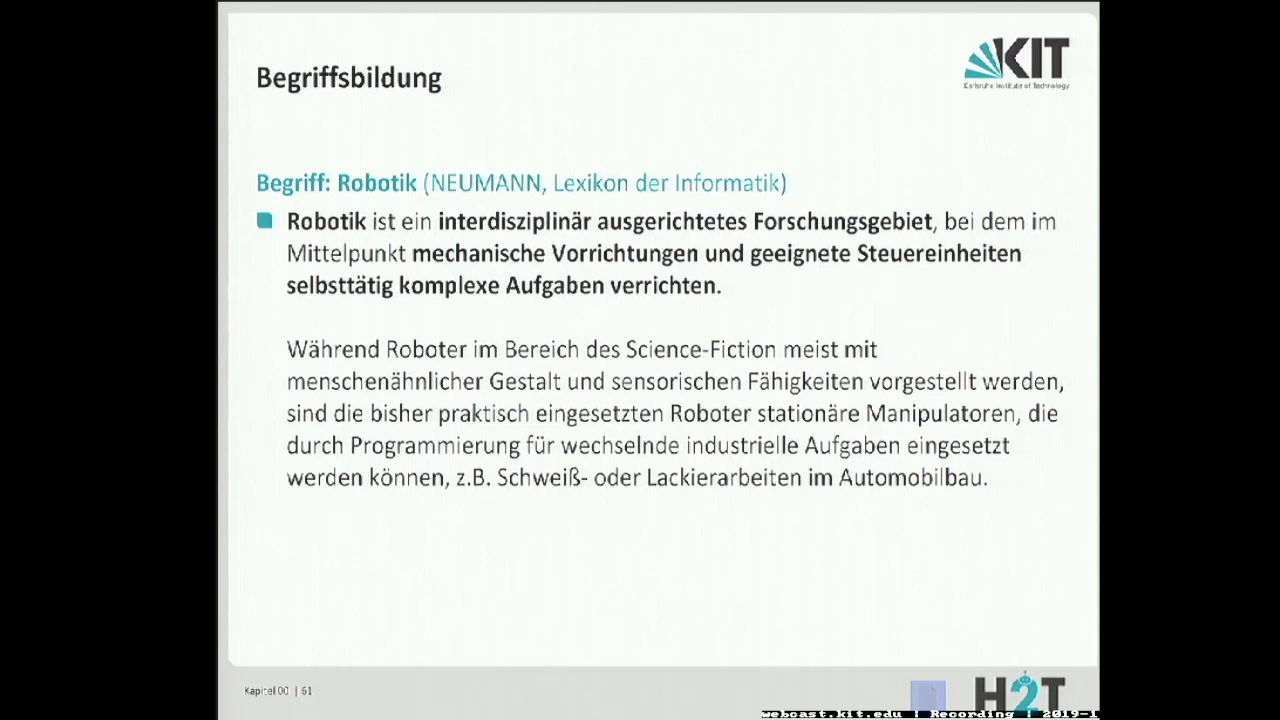 Begriffsbildung
KIT
Karlsruhe Institute of Technology
Begriff: Robotik (NEUMANN, Lexikon der Informatik)
Robotik ist ein interdisziplinär ausgerichtetes Forschungsgebiet, bei dem im
Mittelpunkt mechanische Vorrichtungen und geeignete Steuereinheiten
selbsttätig komplexe Aufgaben verrichten.
Während Roboter im Bereich des Science-Fiction meist mit
menschenähnlicher Gestalt und sensorischen Fähigkeiten vorgestellt werden,
sind die bisher praktisch eingesetzten Roboter stationäre Manipulatoren, die
durch Programmierung für wechselnde industrielle Aufgaben eingesetzt
werden können, z.B. Schweiß- oder Lackierarbeiten im Automobilbau.
Kapitel 00 | 61
H2T
webcast.kit.edu | Recording | 2019-1